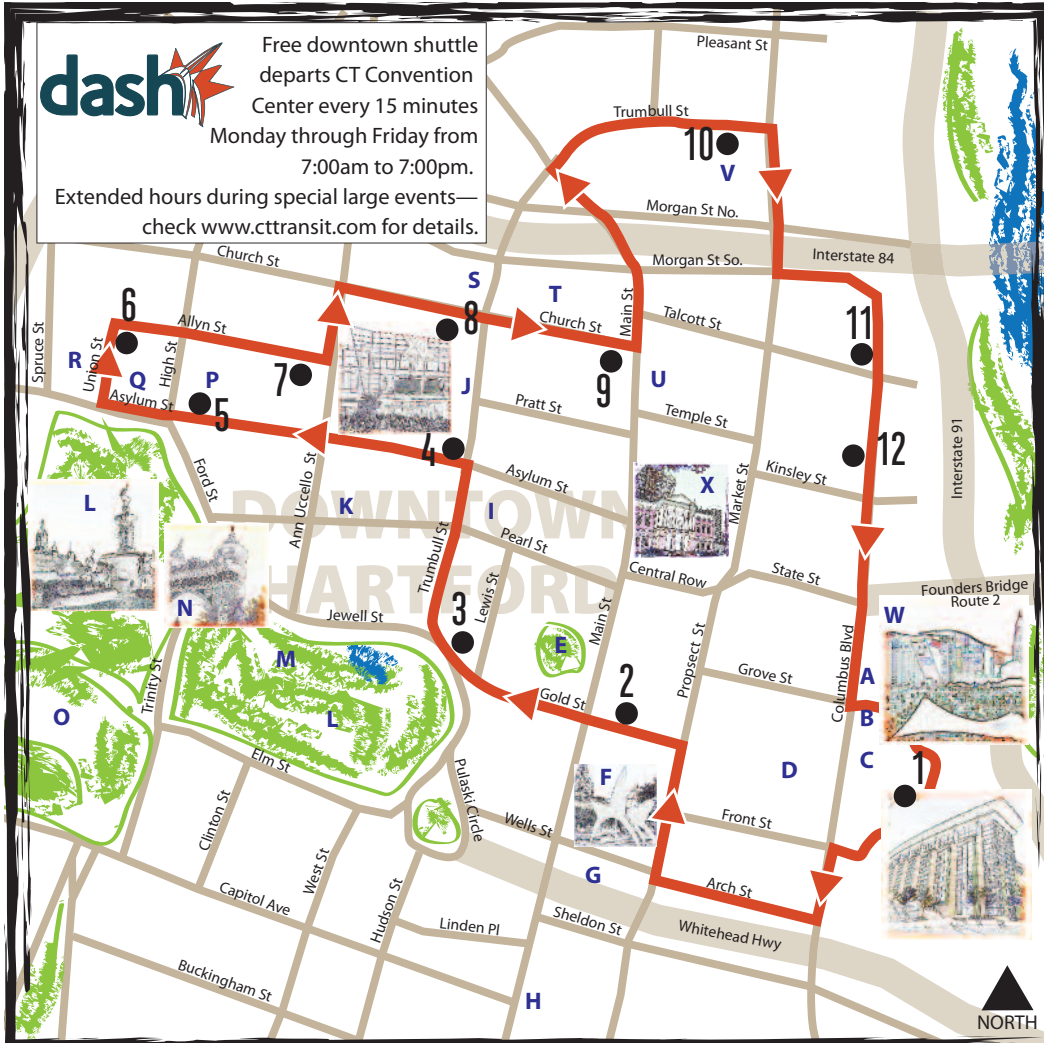 dash
Free downtown shuttle
departs CT Convention
Center every 15 minutes
Monday through Friday from
7:00am to 7:00pm.
Extended hours during special large events—
check www.cttransit.com for details.
Pleasant St
Trumbull St
10
V
Morgan St No.
Interstate 84
Morgan St So.
Church St
S
T
6
8
Church St
Main St
Talcott St
11
Allyn St
Spruce St
Union St
High St
R
Q
P
7
J
9
U
Asylum St
5
Pratt St
Temple St
4
12
Interstate 91
Ford St
Ann Uccello St
Asylum St
Kinsley St
X
Market St
L
K
I
DOWNTOWN
HARTFORD
Pearl St
Trumbull St
Lewis St
Central Row
State St
Founders Bridge
Route 2
N
Jewell St
3
Main St
W
M
E
Propsect St
Columbus Blvd
Trinity St
Grove St
A
O
L
Gold St
2
B
C
1
Elm St
D
Pulaski Circle
F
Clinton St
Wells St
Front St
West St
G
Arch St
Capitol Ave
Hudson St
Linden Pl
Sheldon St
Whitehead Hwy
Buckingham St
H
NORTH